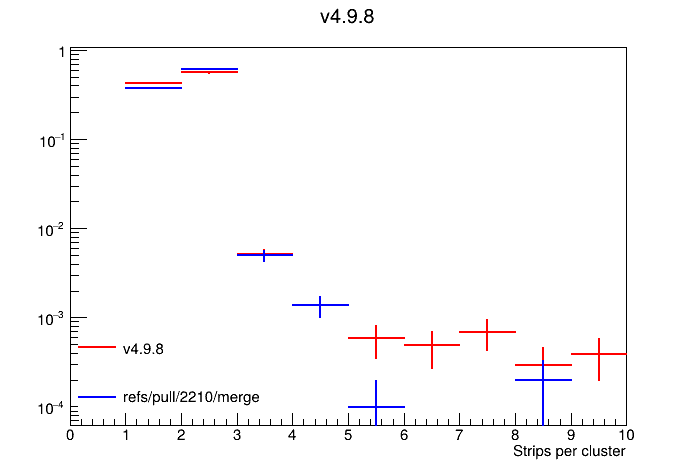 v4.9.8
1
10⁻¹
10⁻²
10⁻³
10⁻⁴
v4.9.8
refs/pull/2210/merge
0 1 2 3 4 5 6 7 8 9 10
Strips per cluster